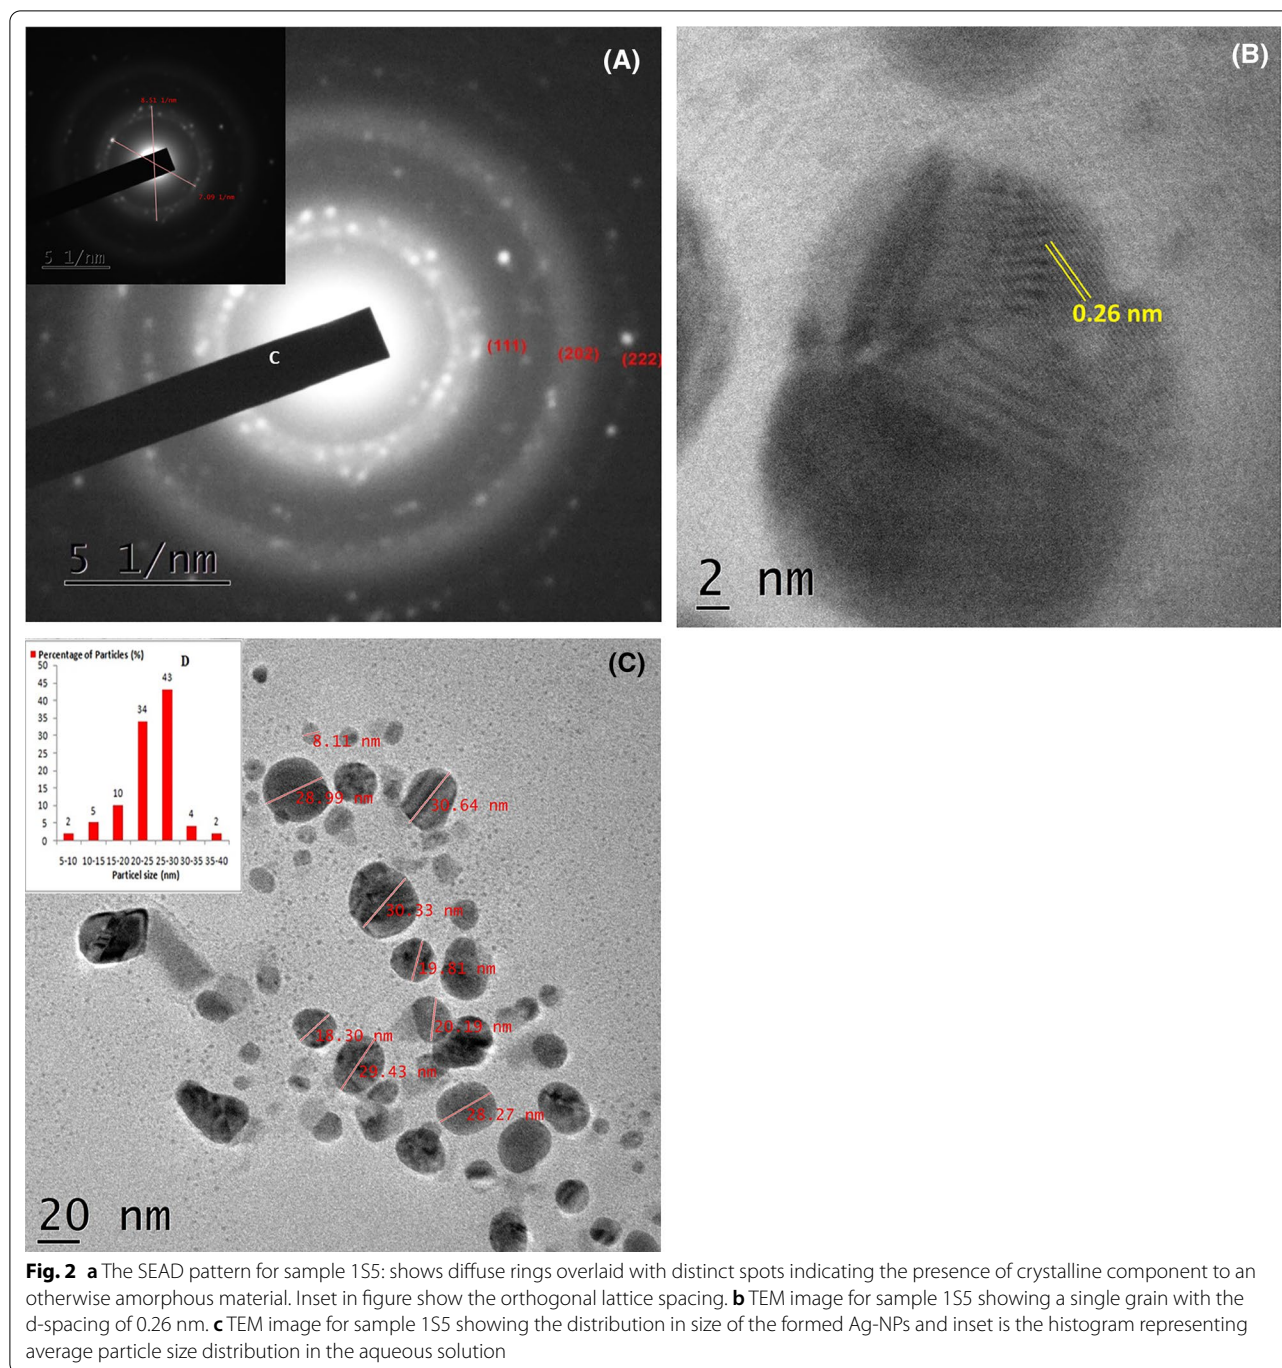 (A)
8.51 1/nm
7.09 1/nm
5 1/nm
C
(111)
(202)
(222)
5 1/nm
(B)
0.26 nm
2 nm
Percentage of Particles (%)
D
50
45
40
35
30
25
20
15
10
5
0
2
5
10
34
43
4
2
5-10 10-15 15-20 20-25 25-30 30-35 35-40
Particel size (nm)
(C)
8.11 nm
28.99 nm
30.64 nm
30.33 nm
19.81 nm
20.19 nm
18.30 nm
29.43 nm
28.27 nm
20 nm
Fig. 2 a The SEAD pattern for sample 1S5: shows diffuse rings overlaid with distinct spots indicating the presence of crystalline component to an
otherwise amorphous material. Inset in figure show the orthogonal lattice spacing. b TEM image for sample 1S5 showing a single grain with the
d-spacing of 0.26 nm. c TEM image for sample 1S5 showing the distribution in size of the formed Ag-NPs and inset is the histogram representing
average particle size distribution in the aqueous solution